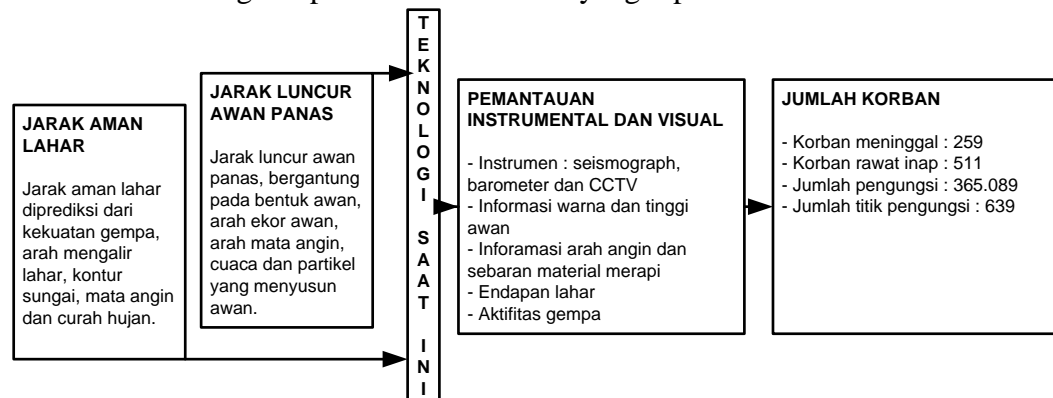 JARAK AMAN
LAHAR
Jarak aman lahar
diprediksi dari
kekuatan gempa,
arah mengalir
lahar, kontur
sungai, mata angin
dan curah hujan.
JARAK LUNCUR
AWAN PANAS
Jarak luncur awan
panas, bergantung
pada bentuk awan,
arah ekor awan,
arah mata angin,
cuaca dan partikel
yang menyusun
awan.
T
E
K
N
O
L
O
G
I
S
A
A
T
I
N
I
PEMANTAUAN
INSTRUMENTAL DAN VISUAL
- Instrumen : seismograph,
barometer dan CCTV
- Informasi warna dan tinggi
awan
- Inforamasi arah angin dan
sebaran material merapi
- Endapan lahar
- Aktifitas gempa
JUMLAH KORBAN
- Korban meninggal : 259
- Korban rawat inap : 511
- Jumlah pengungsi : 365.089
- Jumlah titik pengungsi : 639